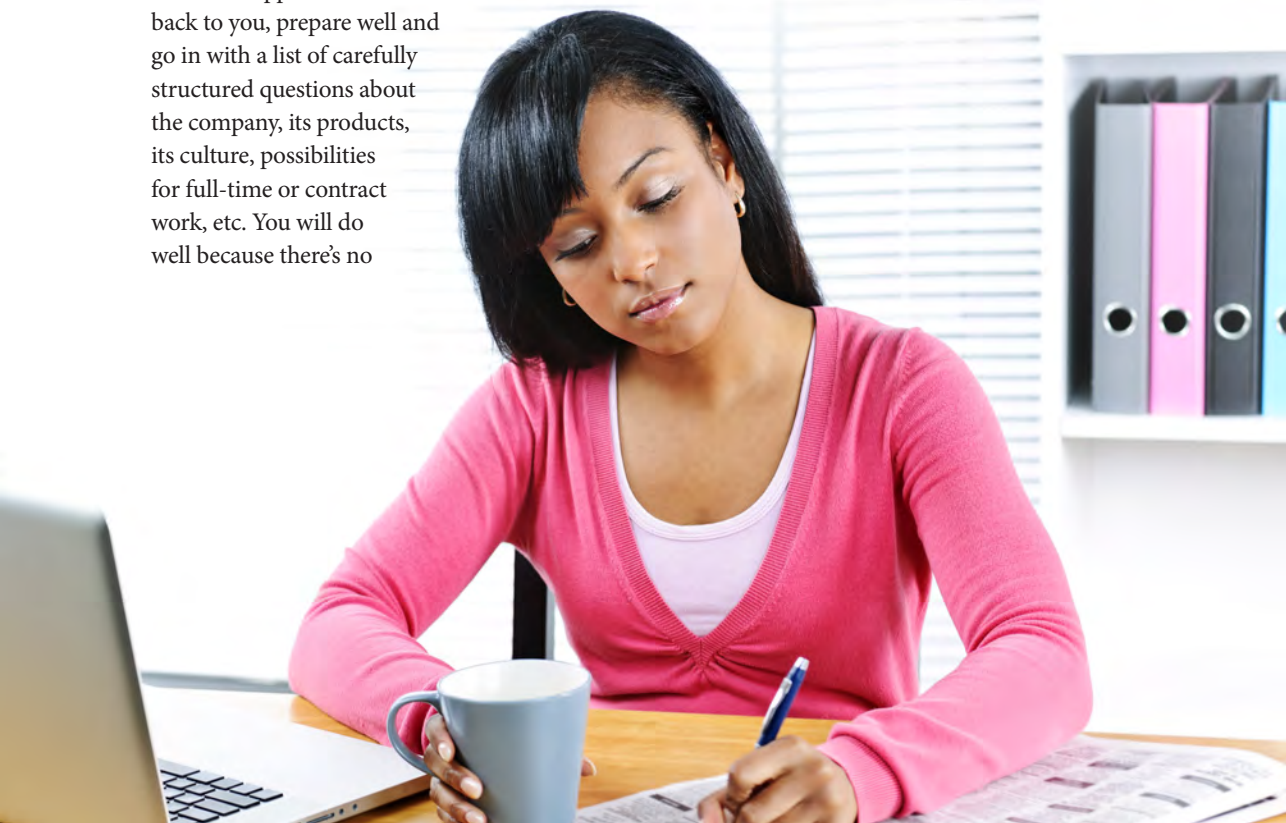 back to you, prepare well and
go in with a list of carefully
structured questions about
the company, its products,
its culture, possibilities
for full-time or contract
work, etc. You will do
well because there’s no